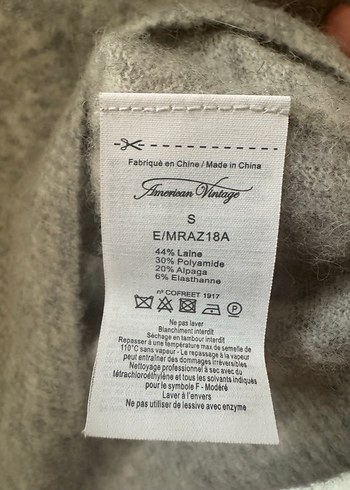 Fabriqué en Chine / Made in China
American Vintage
S
E/MRAZ18A
44% Laine
30% Polyamide
20% Alpaga
6% Elasthanne
nº COFREET 1917
P
Ne pas laver
Blanchiment interdit
Séchage en tambour interdit
Repasser à une température max de semelle de
110°C sans vapeur - Le repassage à la vapeur
peut entraîner des dommages irréversibles
Nettoyage professionnel à sec avec du
tétrachloroéthylène et tous les solvants indiqués
pour le symbole F - Modéré
Laver à l'envers
Ne pas utiliser de lessive avec enzyme